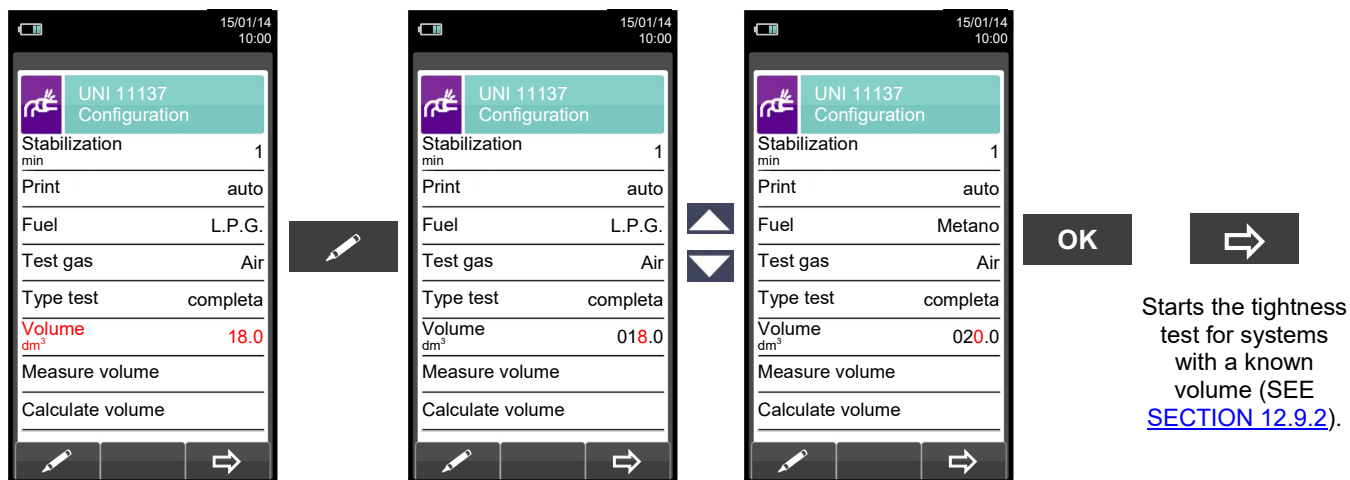 15/01/14
10:00
UNI 11137
Configuration
Stabilization
min
1
Print auto
Fuel L.P.G.
Test gas Air
Type test completa
Volume
dm³
18.0
Measure volume
Calculate volume
15/01/14
10:00
UNI 11137
Configuration
Stabilization
min
1
Print auto
Fuel L.P.G.
Test gas Air
Type test completa
Volume
dm³
018.0
Measure volume
Calculate volume
15/01/14
10:00
UNI 11137
Configuration
Stabilization
min
1
Print auto
Fuel Metano
Test gas Air
Type test completa
Volume
dm³
020.0
Measure volume
Calculate volume
OK
Starts the tightness
test for systems
with a known
volume (SEE
SECTION 12.9.2).